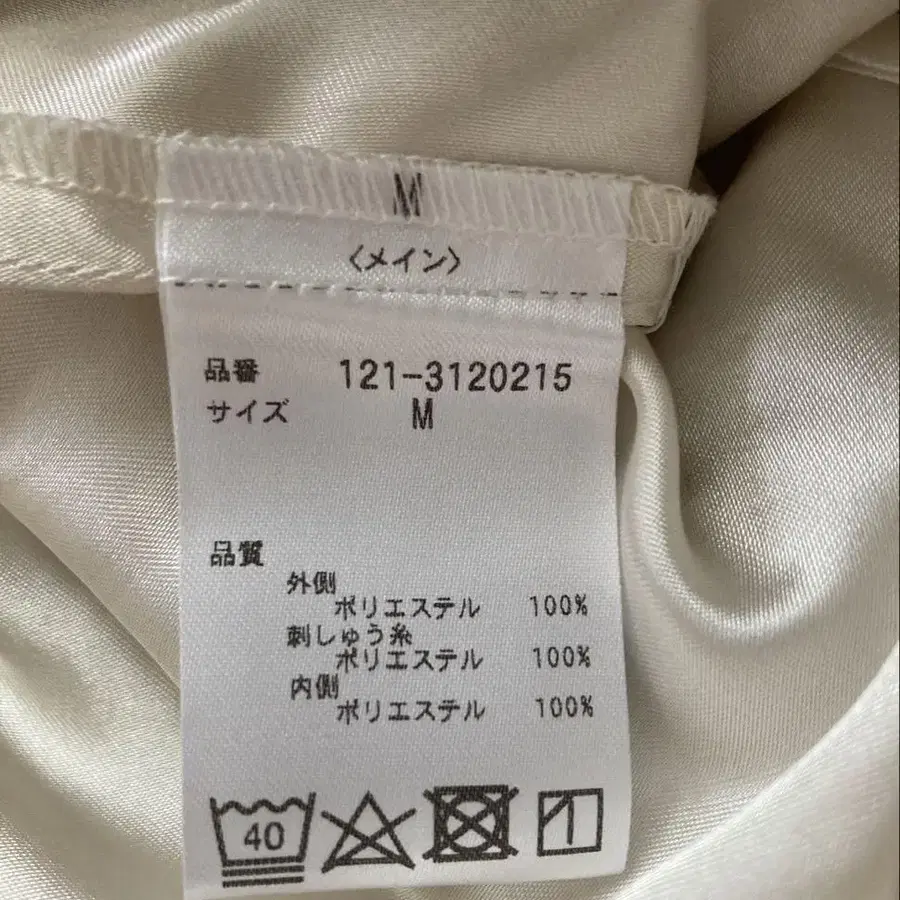 M
〈メイン〉
品番 121-3120215
サイズ M
品質
外側
ポリエステル 100%
刺しゅう糸
ポリエステル 100%
内側
ポリエステル 100%
40